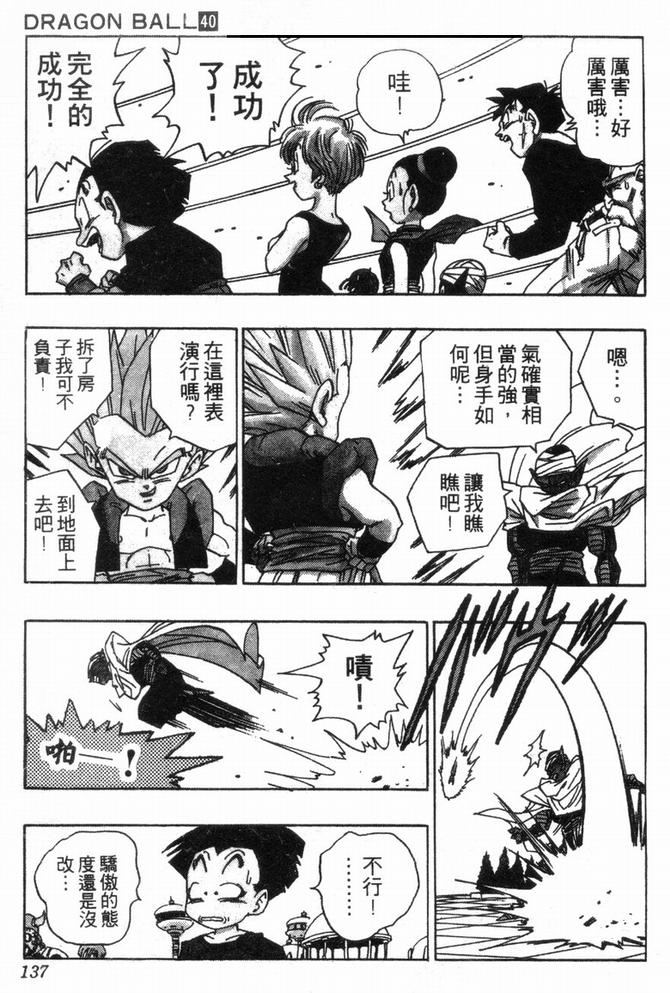 DRAGON BALL 40
厲害…好
厲害哦…
哇！
成功
了！
完全的
成功！
嗯…。
氣確實相
當的強，
但身手如
何呢…
讓我瞧
瞧吧！
在這裡表
演行嗎？
拆了房
子我可不
負責！
到地面上
去吧！
嘖！
啪——！
不行！
………
驕傲的態
度還是沒
改…
137